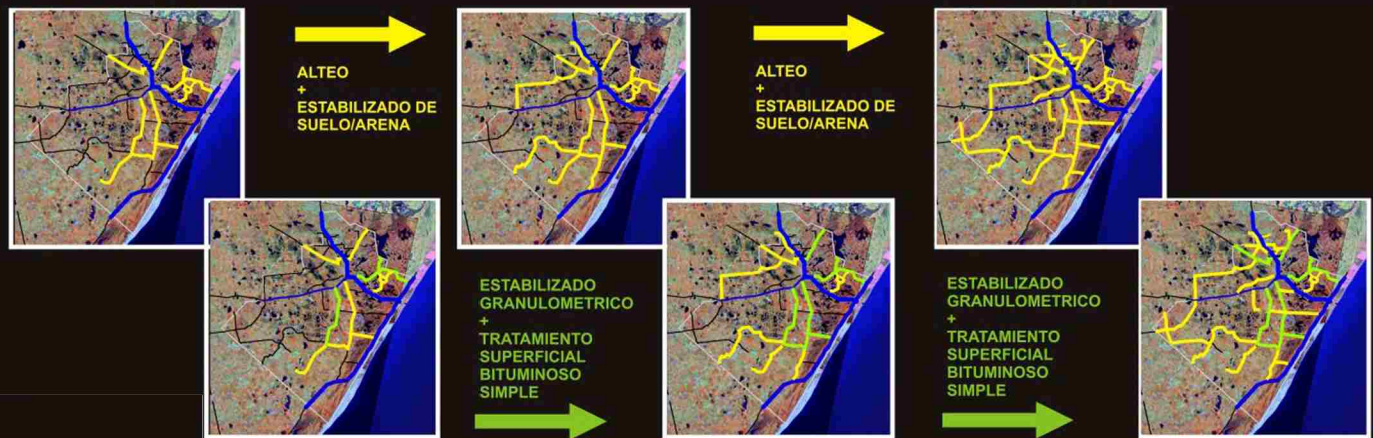 ALTEO
+
ESTABILIZADO DE
SUELO/ARENA
ALTEO
+
ESTABILIZADO DE
SUELO/ARENA
ESTABILIZADO
GRANULOMETRICO
+
TRATAMIENTO
SUPERFICIAL
BITUMINOSO
SIMPLE
ESTABILIZADO
GRANULOMETRICO
+
TRATAMIENTO
SUPERFICIAL
BITUMINOSO
SIMPLE